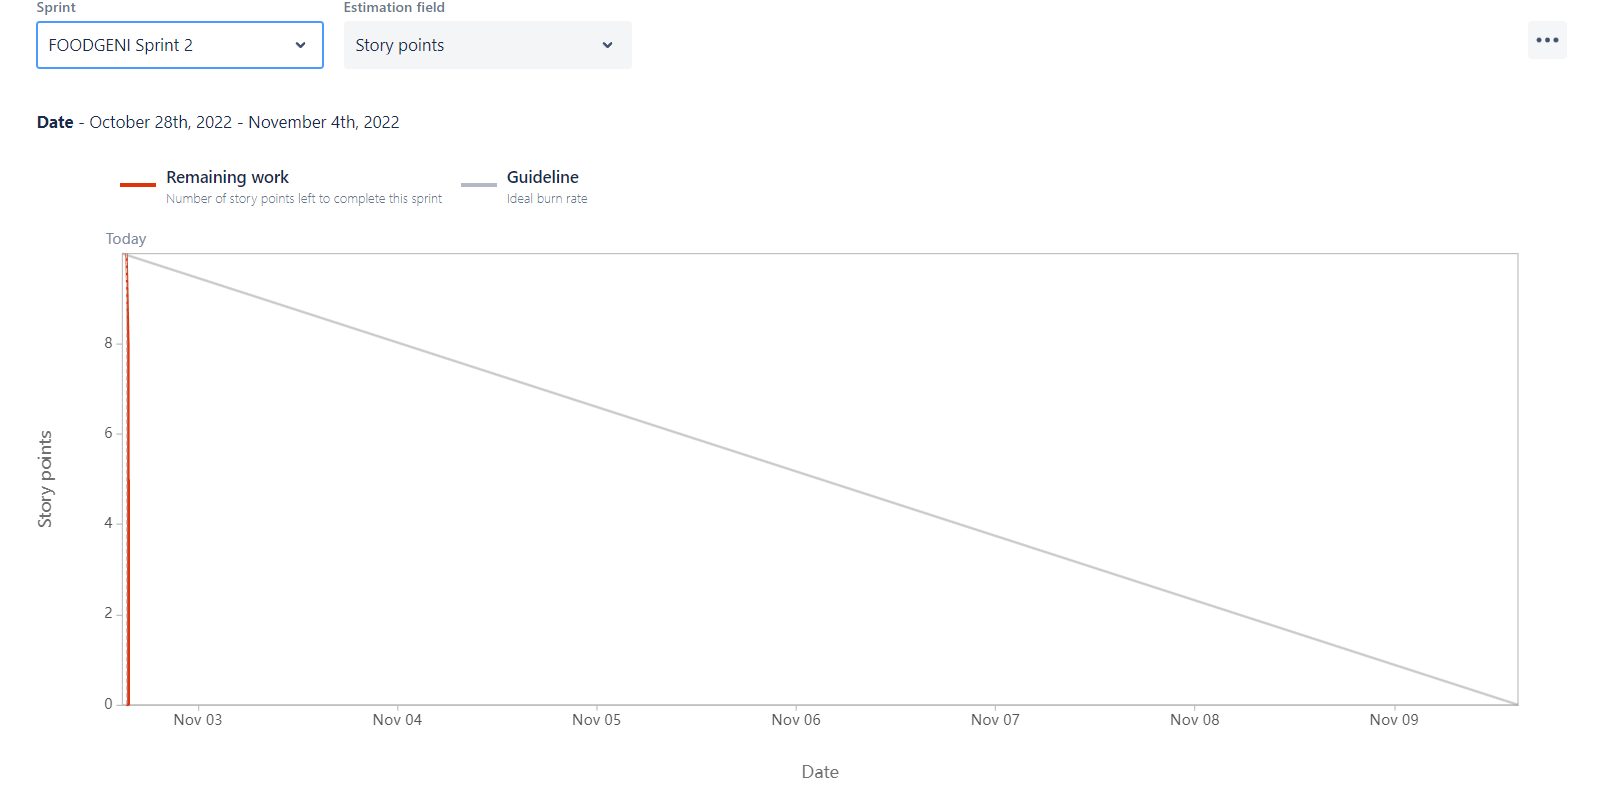 Sprint
Estimation field
FOODGENI Sprint 2
Story points
Date - October 28th, 2022 - November 4th, 2022
Remaining work
Number of story points left to complete this sprint
Guideline
Ideal burn rate
Today
8
6
4
2
0
Story points
Nov 03
Nov 04
Nov 05
Nov 06
Nov 07
Nov 08
Nov 09
Date